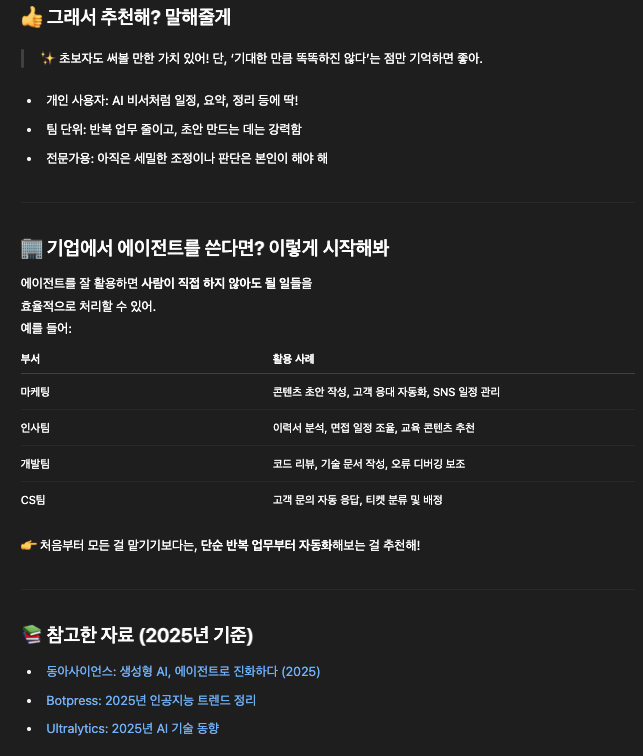 👍 그래서 추천해? 말해줄게
✨ 초보자도 써볼 만한 가치 있어! 단, ‘기대한 만큼 똑똑하진 않다’는 점만 기억하면 좋아.
• 개인 사용자: AI 비서처럼 일정, 요약, 정리 등에 딱!
• 팀 단위: 반복 업무 줄이고, 초안 만드는 데는 강력함
• 전문가용: 아직은 세밀한 조정이나 판단은 본인이 해야 해
🏢 기업에서 에이전트를 쓴다면? 이렇게 시작해봐
에이전트를 잘 활용하면 사람이 직접 하지 않아도 될 일들을
효율적으로 처리할 수 있어.
예를 들어:
부서 활용 사례
마케팅 콘텐츠 초안 작성, 고객 응대 자동화, SNS 일정 관리
인사팀 이력서 분석, 면접 일정 조율, 교육 콘텐츠 추천
개발팀 코드 리뷰, 기술 문서 작성, 오류 디버깅 보조
CS팀 고객 문의 자동 응답, 티켓 분류 및 배정
👉 처음부터 모든 걸 맡기기보다는, 단순 반복 업무부터 자동화해보는 걸 추천해!
📚 참고한 자료 (2025년 기준)
• 동아사이언스: 생성형 AI, 에이전트로 진화하다 (2025)
• Botpress: 2025년 인공지능 트렌드 정리
• Ultralytics: 2025년 AI 기술 동향